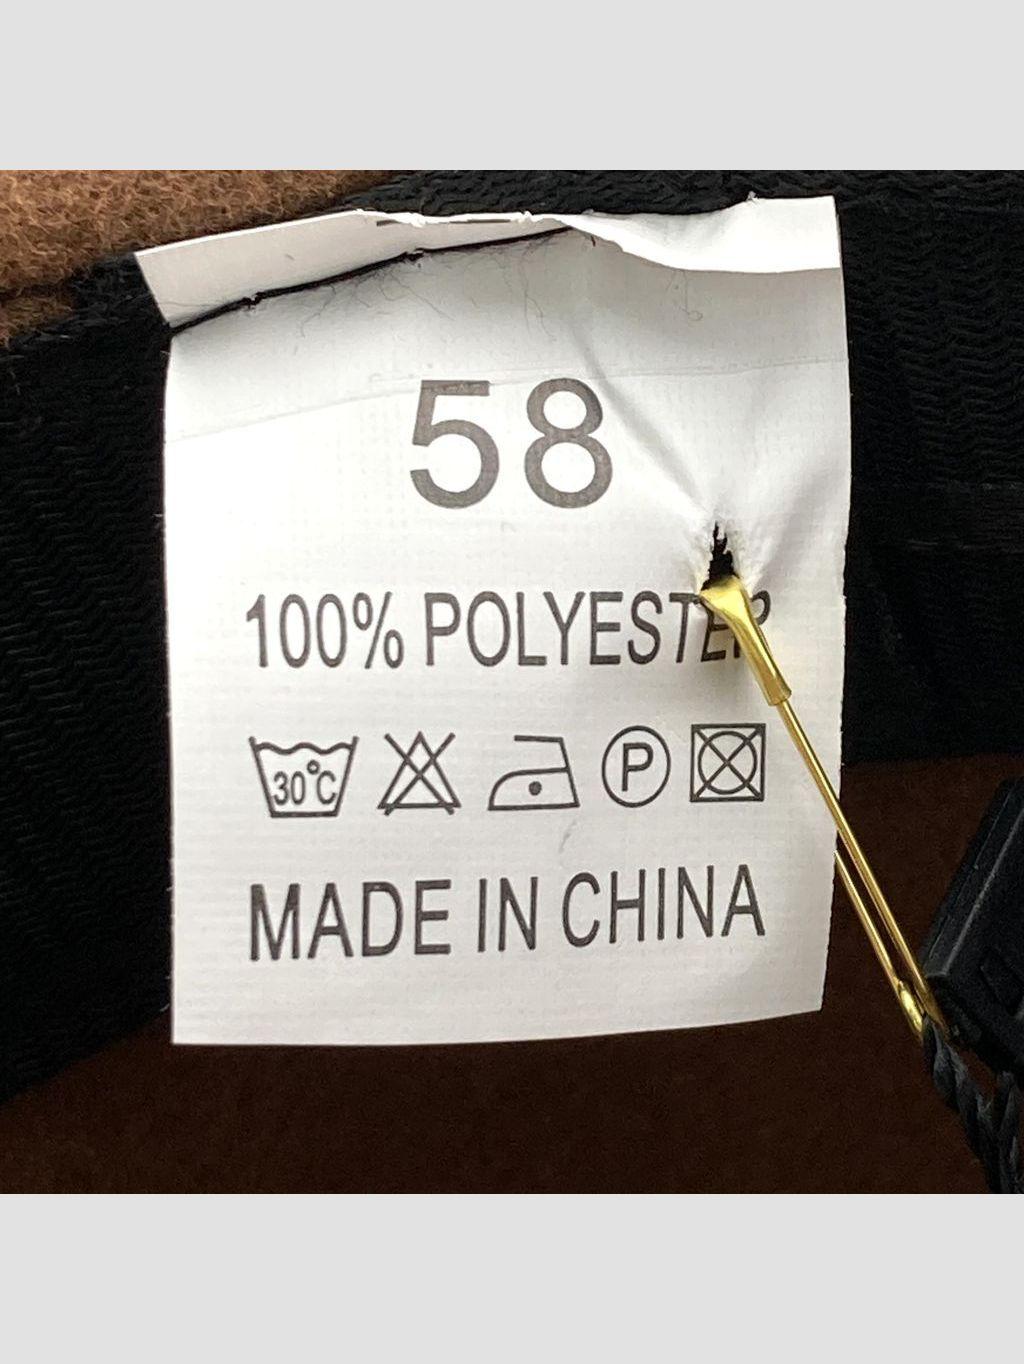 58
100% POLYESTER
30°C P
MADE IN CHINA